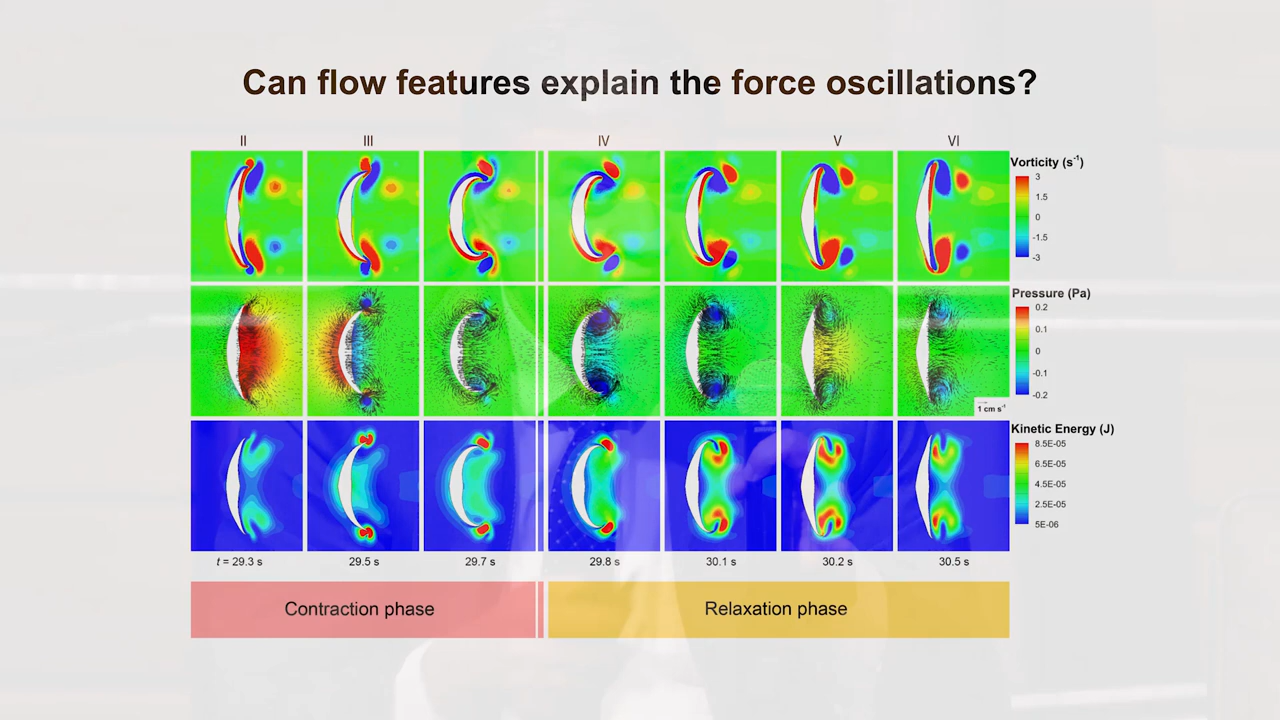 Can flow features explain the force oscillations?
II III IV V VI
Vorticity (s⁻¹)
3
1.5
0
-1.5
-3
Pressure (Pa)
0.2
0.1
0
-0.1
-0.2
1 cm s⁻¹
Kinetic Energy (J)
8.5E-05
6.5E-05
4.5E-05
2.5E-05
5E-06
t = 29.3 s 29.5 s 29.7 s 29.8 s 30.1 s 30.2 s 30.5 s
Contraction phase Relaxation phase